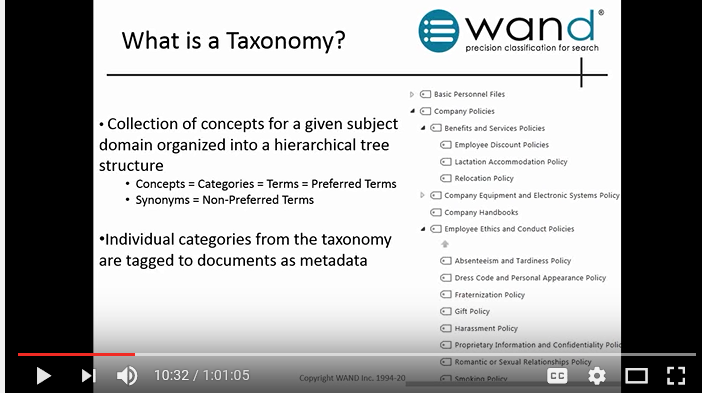 What is a Taxonomy?
wand®
precision classification for search
• Collection of concepts for a given subject
domain organized into a hierarchical tree
structure
• Concepts = Categories = Terms = Preferred Terms
• Synonyms = Non-Preferred Terms
•Individual categories from the taxonomy
are tagged to documents as metadata
Basic Personnel Files
Company Policies
Benefits and Services Policies
Employee Discount Policies
Lactation Accommodation Policy
Relocation Policy
Company Equipment and Electronic Systems Policy
Company Handbooks
Employee Ethics and Conduct Policies
Absenteeism and Tardiness Policy
Dress Code and Personal Appearance Policy
Fraternization Policy
Gift Policy
Harassment Policy
Proprietary Information and Confidentiality Polic
Romantic or Sexual Relationships Policy
Smoking Policy
Copyright WAND Inc. 1994-20
10:32 / 1:01:05
CC